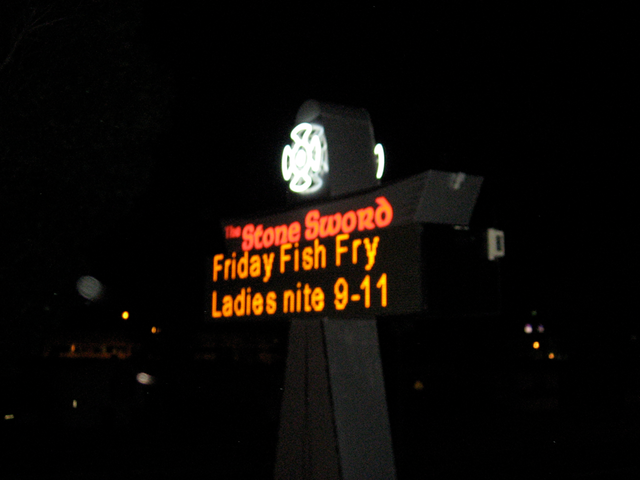 The Stone Sword
Friday Fish Fry
Ladies nite 9-11